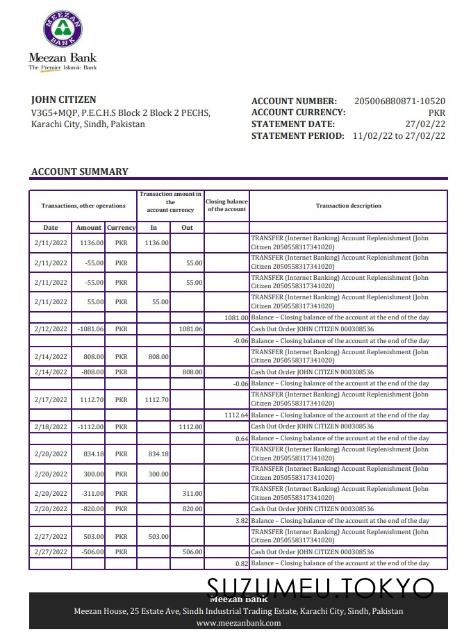 MEEZAN
BANK
Meezan Bank
The Premier Islamic Bank
JOHN CITIZEN
V3G5+MQP, P.E.C.H.S Block 2 Block 2 PECHS,
Karachi City, Sindh, Pakistan
ACCOUNT NUMBER: 205006880871-10520
ACCOUNT CURRENCY: PKR
STATEMENT DATE: 27/02/22
STATEMENT PERIOD: 11/02/22 to 27/02/22
ACCOUNT SUMMARY
Transactions, other operations
Transaction amount in
the
account currency
Closing balance
of the account
Transaction description
Date Amount Currency In Out
2/11/2022 1136.00 PKR 1136.00 TRANSFER (Internet Banking) Account Replenishment (John
Citizen 2050558317341020)
2/11/2022 -55.00 PKR 55.00 TRANSFER (Internet Banking) Account Replenishment (John
Citizen 2050558317341020)
2/11/2022 -55.00 PKR 55.00 TRANSFER (Internet Banking) Account Replenishment (John
Citizen 2050558317341020)
2/11/2022 55.00 PKR 55.00 TRANSFER (Internet Banking) Account Replenishment (John
Citizen 2050558317341020)
1081.00 Balance – Closing balance of the account at the end of the day
2/12/2022 -1081.06 PKR 1081.06 Cash Out Order JOHN CITIZEN 000308536
-0.06 Balance – Closing balance of the account at the end of the day
2/14/2022 808.00 PKR 808.00 TRANSFER (Internet Banking) Account Replenishment (John
Citizen 2050558317341020)
2/14/2022 -808.00 PKR 808.00 Cash Out Order JOHN CITIZEN 000308536
-0.06 Balance – Closing balance of the account at the end of the day
2/17/2022 1112.70 PKR 1112.70 TRANSFER (Internet Banking) Account Replenishment (John
Citizen 2050558317341020)
1112.64 Balance – Closing balance of the account at the end of the day
2/18/2022 -1112.00 PKR 1112.00 Cash Out Order JOHN CITIZEN 000308536
0.64 Balance – Closing balance of the account at the end of the day
2/20/2022 834.18 PKR 834.18 TRANSFER (Internet Banking) Account Replenishment (John
Citizen 2050558317341020)
2/20/2022 300.00 PKR 300.00 TRANSFER (Internet Banking) Account Replenishment (John
Citizen 2050558317341020)
2/20/2022 -311.00 PKR 311.00 TRANSFER (Internet Banking) Account Replenishment (John
Citizen 2050558317341020)
2/20/2022 -820.00 PKR 820.00 Cash Out Order JOHN CITIZEN 000308536
3.82 Balance – Closing balance of the account at the end of the day
2/27/2022 503.00 PKR 503.00 TRANSFER (Internet Banking) Account Replenishment (John
Citizen 2050558317341020)
2/27/2022 -506.00 PKR 506.00 Cash Out Order JOHN CITIZEN 000308536
0.82 Balance – Closing balance of the account at the end of the day
SUZUMEU.TOKYO
Meezan Bank
Meezan House, 25 Estate Ave, Sindh Industrial Trading Estate, Karachi City, Sindh, Pakistan
www.meezanbank.com